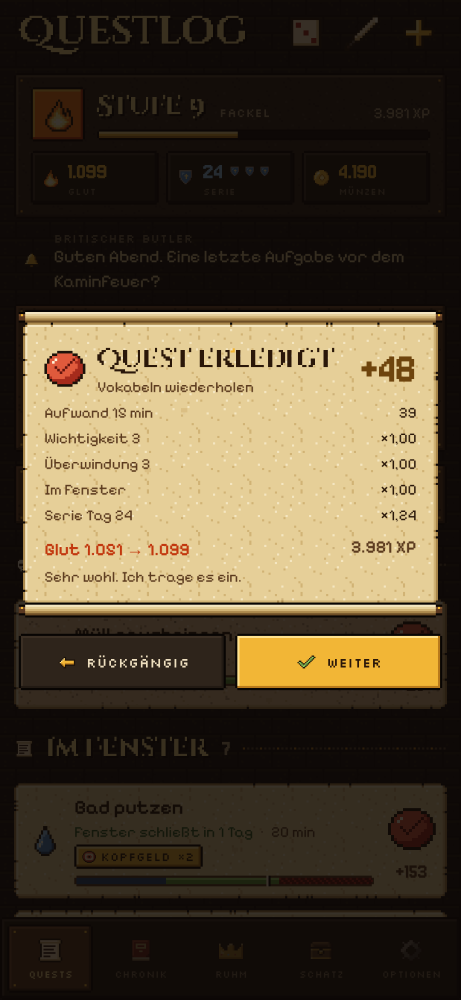 QUESTLOG
STUFE 9 FACKEL 3.981 XP
1.099 GLUT
24 SERIE
4.190 MÜNZEN
BRITISCHER BUTLER
Guten Abend. Eine letzte Aufgabe vor dem
Kaminfeuer?
QUEST ERLEDIGT +48
Vokabeln wiederholen
Aufwand 15 min 39
Wichtigkeit 3 ×1,00
Überwindung 3 ×1,00
Im Fenster ×1,00
Serie Tag 24 ×1,24
Glut 1.051 → 1.099 3.981 XP
Sehr wohl. Ich trage es ein.
RÜCKGÄNGIG
WEITER
IM FENSTER 7
Bad putzen
Fenster schließt in 1 Tag · 20 min
KOPFGELD ×2
+153
QUESTS
CHRONIK
RUHM
SCHATZ
OPTIONEN